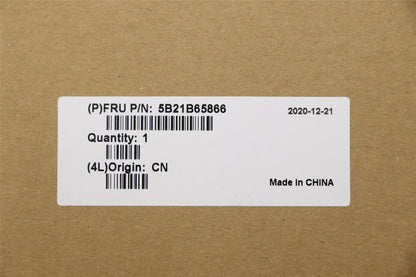 (P)FRU P/N: 5B21B65866
2020-12-21
Quantity: 1
(4L)Origin: CN
Made in CHINA